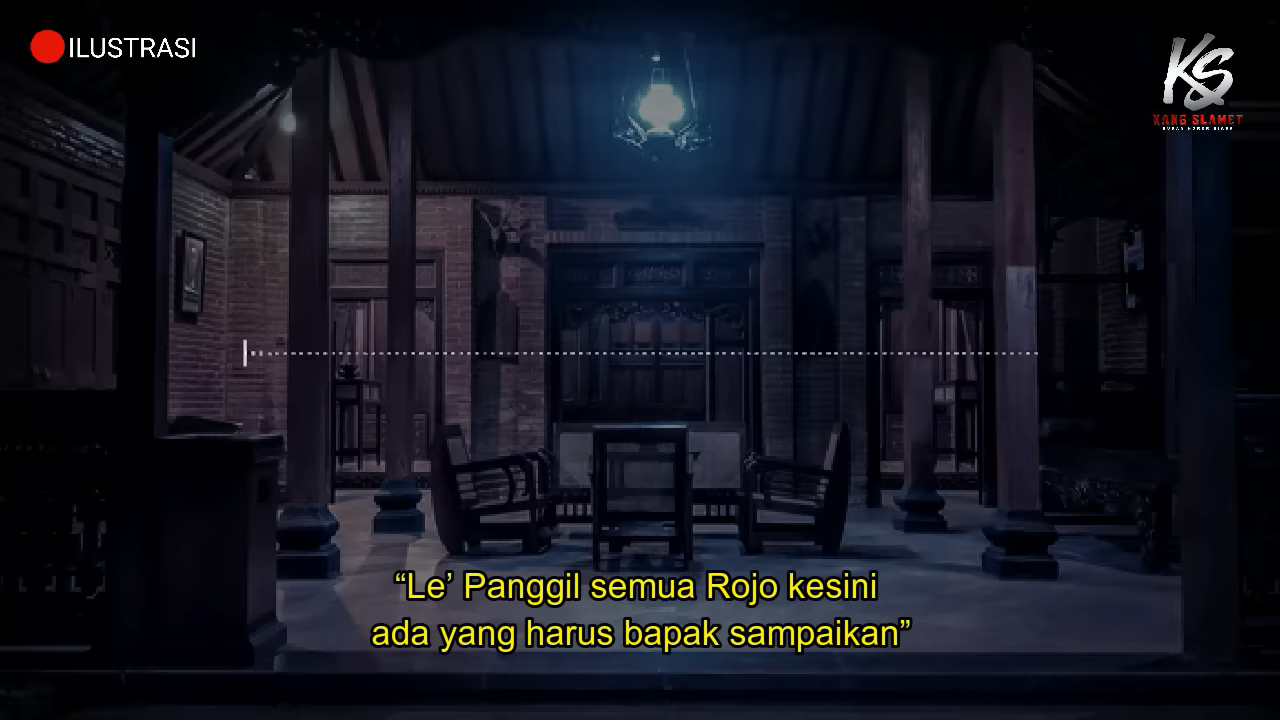 ILUSTRASI
KS
KANG SLAMET
“Le’ Panggil semua Rojo kesini
ada yang harus bapak sampaikan”